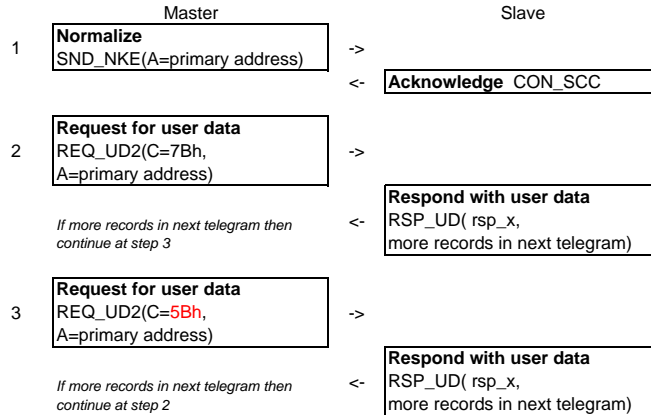 Master Slave
Normalize
1 SND_NKE(A=primary address) ->
<- Acknowledge CON_SCC
Request for user data
2 REQ_UD2(C=7Bh, ->
A=primary address)
Respond with user data
If more records in next telegram then <- RSP_UD( rsp_x,
continue at step 3 more records in next telegram)
Request for user data
3 REQ_UD2(C=5Bh, ->
A=primary address)
Respond with user data
If more records in next telegram then <- RSP_UD( rsp_x,
continue at step 2 more records in next telegram)